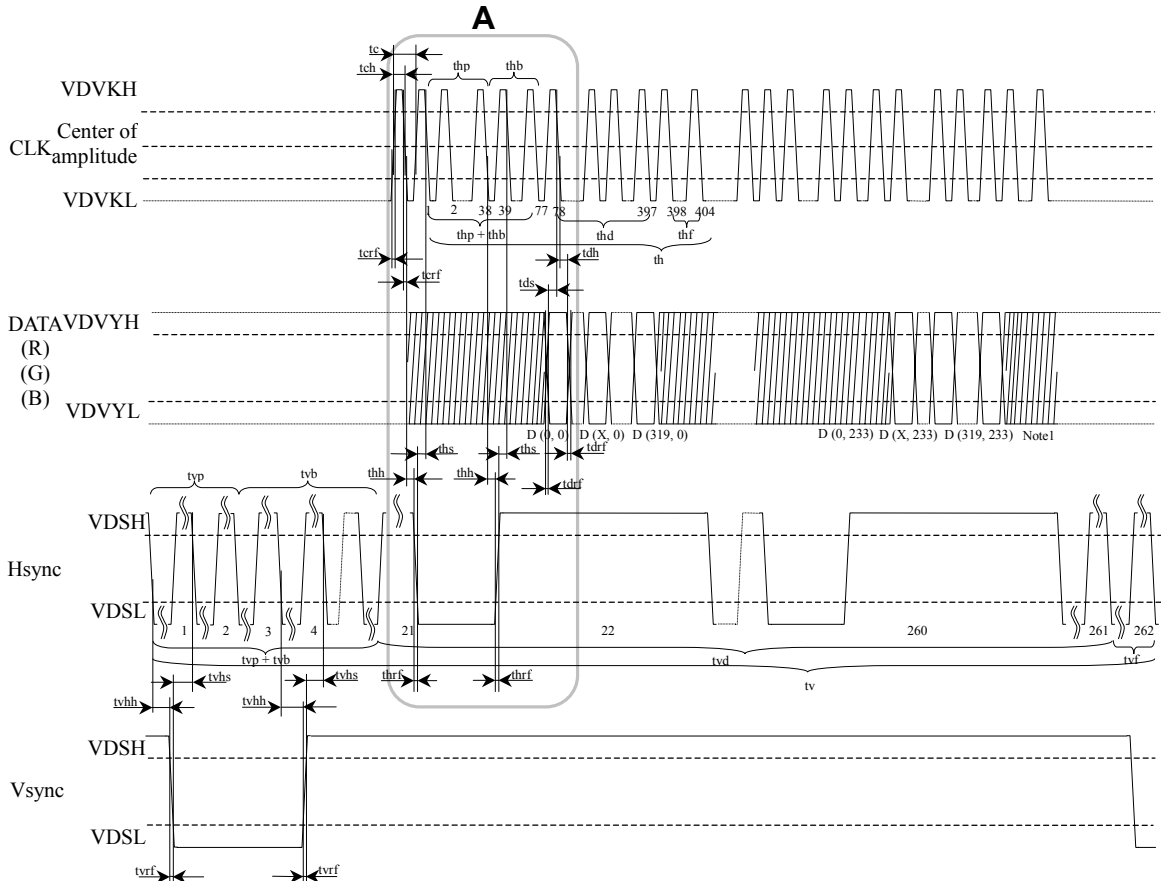 A
tc
tch
thp
thb
VDVKH
CLK
Center of
amplitude
VDVKL
1 2 38 39 77 78 397 398 404
thp + thb
thd
thf
th
tcrf
tcrf
tdh
tds
DATA
(R)
(G)
(B)
VDVYH
VDVYL
D (0, 0) D (X, 0) D (319, 0) D (0, 233) D (X, 233) D (319, 233) Note1
ths
ths
tdrf
thh
thh
tdrf
tvp
tvb
VDSH
Hsync
VDSL
1 2 3 4 21 22 260 261 262
tvp + tvb
tvd
tvf
tv
tvhs
tvhs
thrf
thrf
tvhh
tvhh
VDSH
Vsync
VDSL
tvrf
tvrf